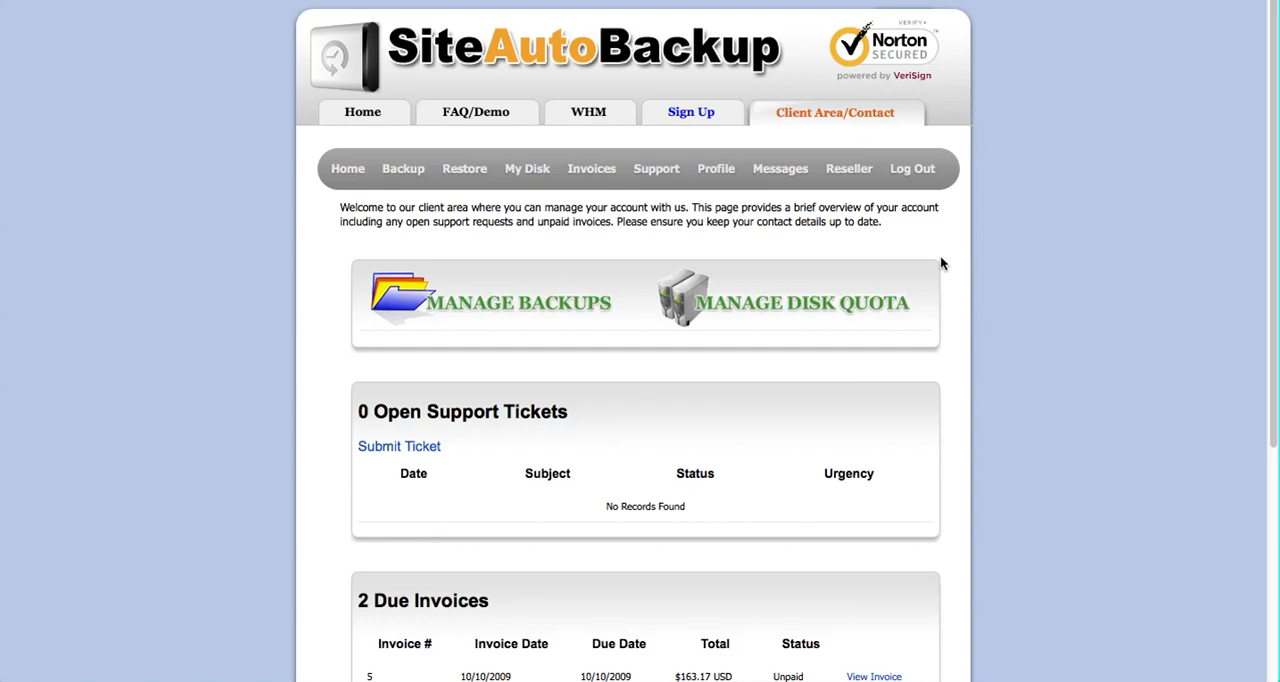 SiteAutoBackup
VERIFY▸
Norton
SECURED
powered by VeriSign
Home FAQ/Demo WHM Sign Up Client Area/Contact
Home Backup Restore My Disk Invoices Support Profile Messages Reseller Log Out
Welcome to our client area where you can manage your account with us. This page provides a brief overview of your account
including any open support requests and unpaid invoices. Please ensure you keep your contact details up to date.
MANAGE BACKUPS MANAGE DISK QUOTA
0 Open Support Tickets
Submit Ticket
Date Subject Status Urgency
No Records Found
2 Due Invoices
Invoice # Invoice Date Due Date Total Status
5 10/10/2009 10/10/2009 $163.17 USD Unpaid View Invoice